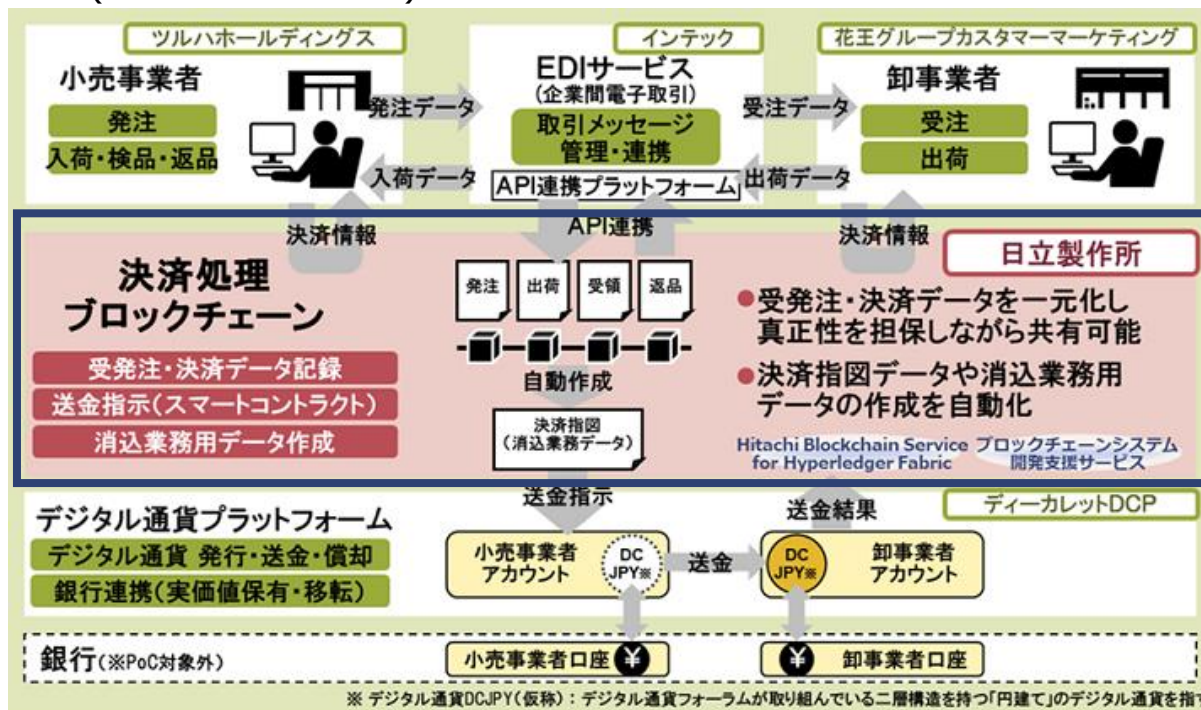 ツルハホールディングス
小売事業者
発注
入荷・検品・返品
発注データ
入荷データ
インテック
EDIサービス
(企業間電子取引)
取引メッセージ
管理・連携
API連携プラットフォーム
受注データ
出荷データ
花王グループカスタマーマーケティング
卸事業者
受注
出荷
決済情報
API連携
決済情報
日立製作所
決済処理
ブロックチェーン
受発注・決済データ記録
送金指示(スマートコントラクト)
消込業務用データ作成
発注
出荷
受領
返品
自動作成
決済指図
(消込業務データ)
●受発注・決済データを一元化し
真正性を担保しながら共有可能
●決済指図データや消込業務用
データの作成を自動化
Hitachi Blockchain Service
for Hyperledger Fabric
ブロックチェーンシステム
開発支援サービス
送金指示
送金結果
ディーカレットDCP
デジタル通貨プラットフォーム
デジタル通貨 発行・送金・償却
銀行連携(実価値保有・移転)
小売事業者
アカウント
DC
JPY※
送金
DC
JPY※
卸事業者
アカウント
銀行(※PoC対象外)
小売事業者口座
¥
¥
卸事業者口座
※ デジタル通貨DCJPY(仮称):デジタル通貨フォーラムが取り組んでいる二層構造を持つ「円建て」のデジタル通貨を指